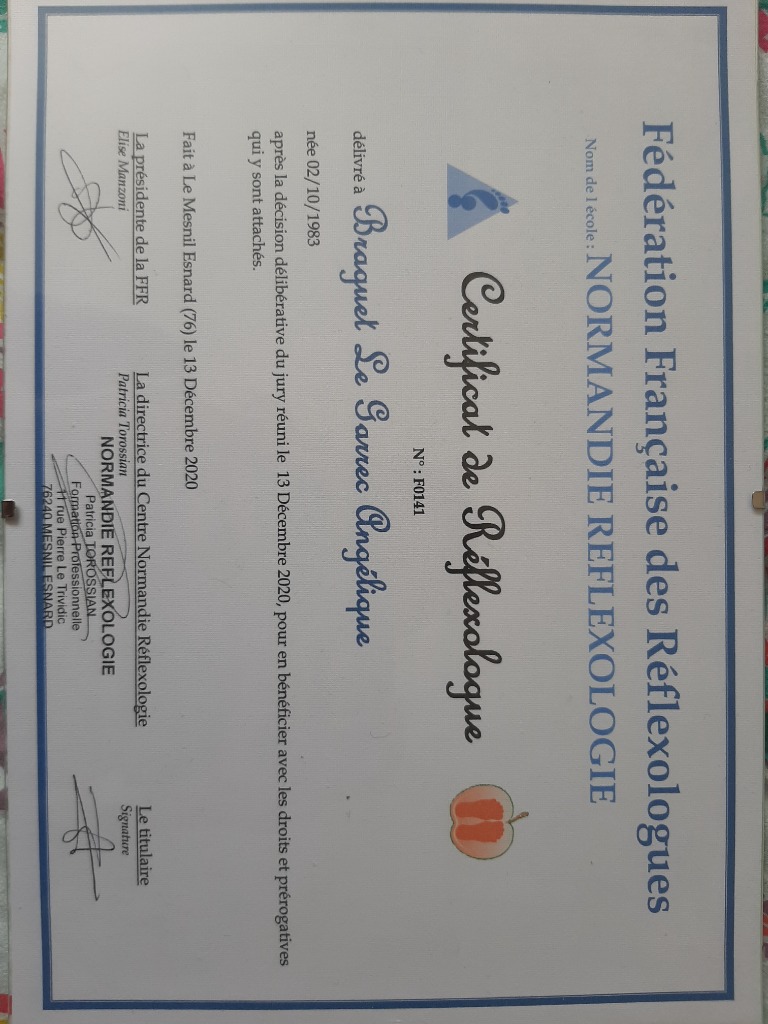 Fédération Française des Réflexologues
Nom de l école : NORMANDIE REFLEXOLOGIE
Certificat de Réflexologue
N° : F0141
délivré à Braquet Le Garrec Angélique
née 02/10/1983
après la décision délibérative du jury réuni le 13 Décembre 2020, pour en bénéficier avec les droits et prérogatives
qui y sont attachés.
Fait à Le Mesnil Esnard (76) le 13 Décembre 2020
La présidente de la FFR
Elise Manzoni
La directrice du Centre Normandie Réflexologie
Patricia Torossian
NORMANDIE REFLEXOLOGIE
Patricia TOROSSIAN
Formation Professionnelle
11 rue Pierre Le Trividic
76240 MESNIL ESNARD
Le titulaire
Signature